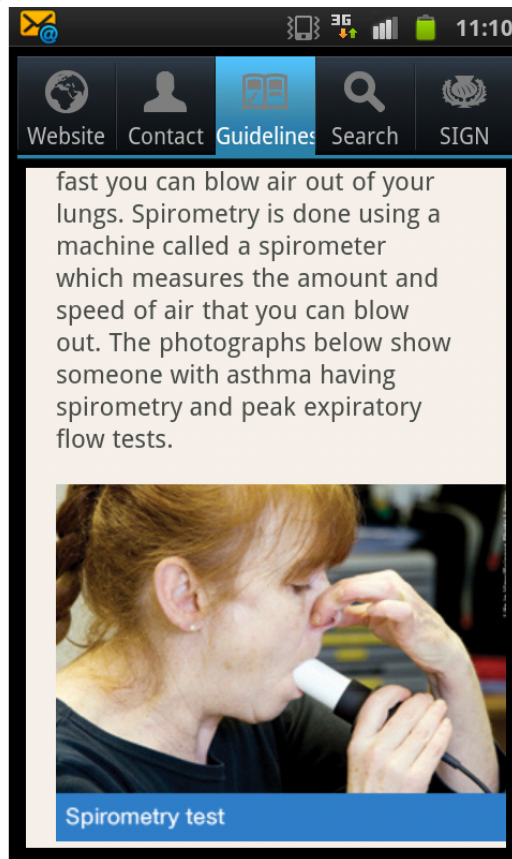 3G
11:10
Website
Contact
Guidelines
Search
SIGN
fast you can blow air out of your
lungs. Spirometry is done using a
machine called a spirometer
which measures the amount and
speed of air that you can blow
out. The photographs below show
someone with asthma having
spirometry and peak expiratory
flow tests.
Spirometry test